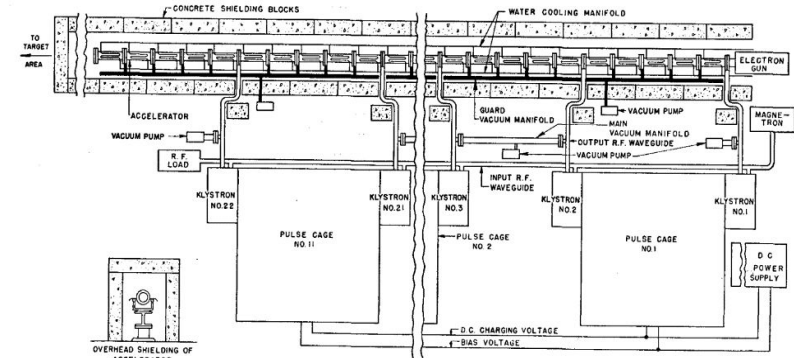 CONCRETE SHIELDING BLOCKS
WATER COOLING MANIFOLD
TO
TARGET
AREA
ELECTRON
GUN
ACCELERATOR
GUARD
VACUUM MANIFOLD
VACUUM PUMP
MAGNE-
TRON
VACUUM PUMP
MAIN
VACUUM MANIFOLD
OUTPUT R.F. WAVEGUIDE
VACUUM PUMP
R.F.
LOAD
INPUT R.F.
WAVEGUIDE
KLYSTRON
NO.22
KLYSTRON
NO.21
KLYSTRON
NO.3
KLYSTRON
NO.2
KLYSTRON
NO.1
PULSE CAGE
NO.11
PULSE CAGE
NO. 2
PULSE CAGE
NO.1
D C
POWER
SUPPLY
D.C. CHARGING VOLTAGE
BIAS VOLTAGE
OVERHEAD SHIELDING OF